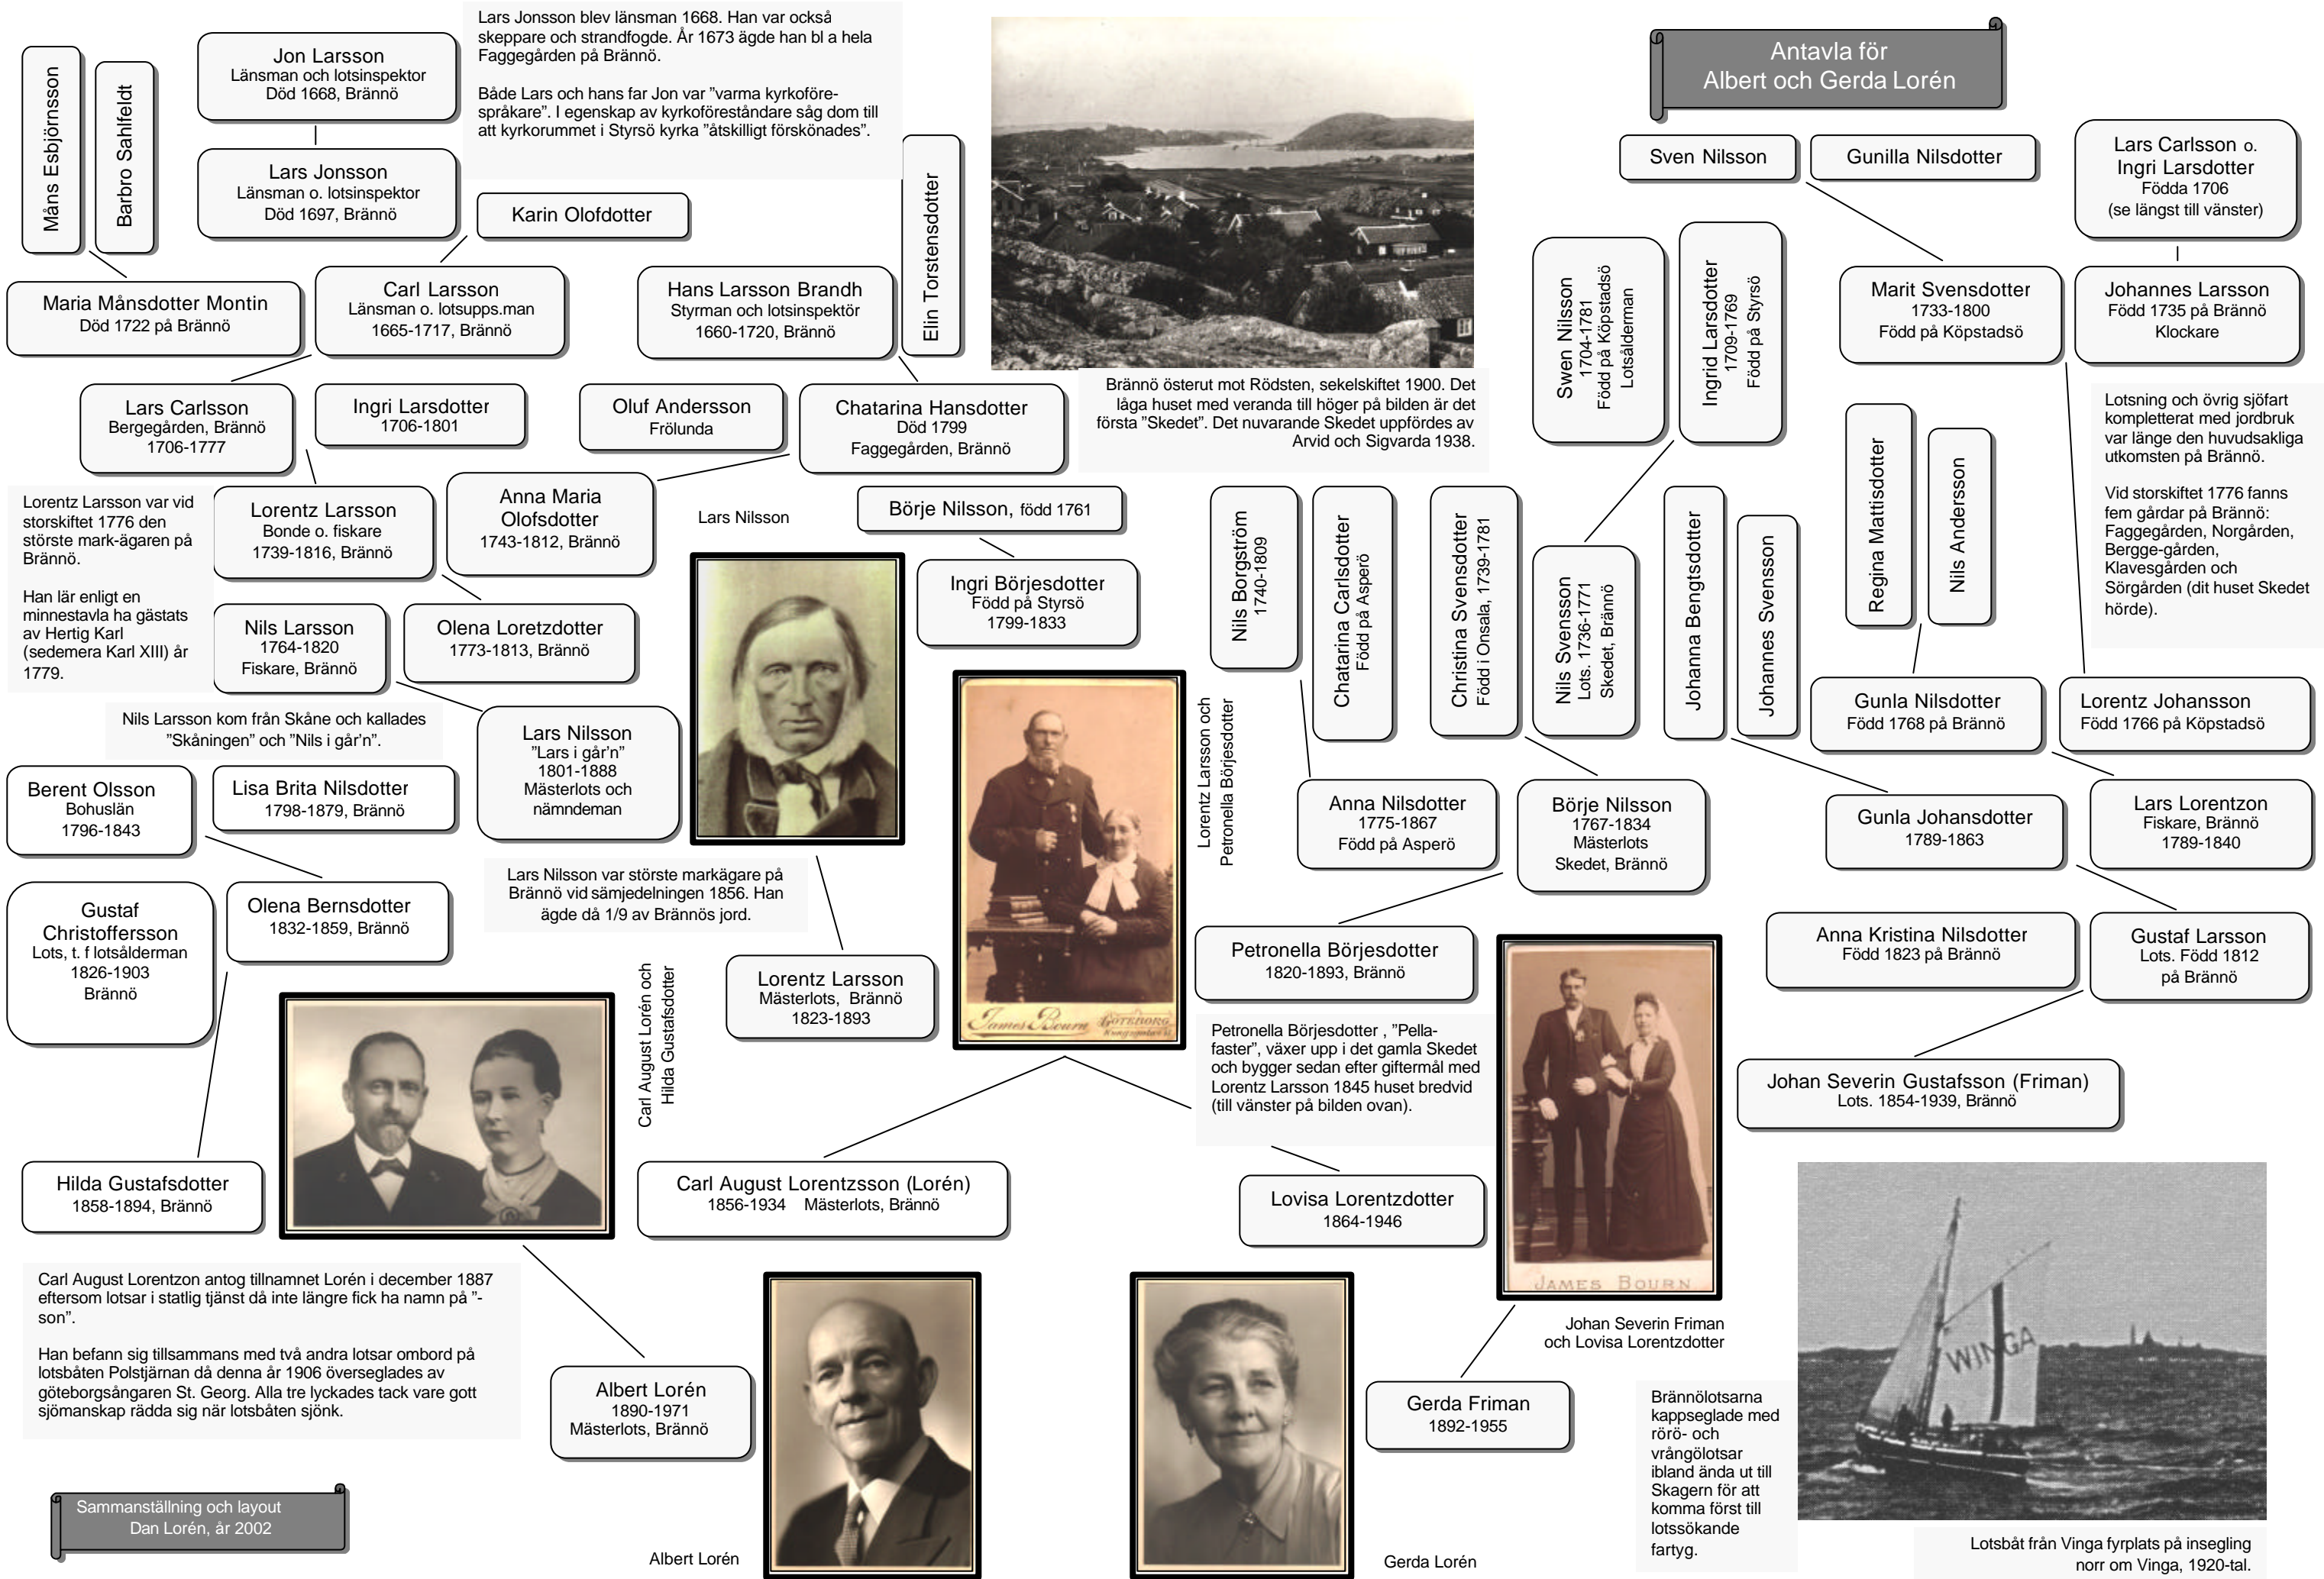 Antavla för
Albert och Gerda Lorén
Måns Esbjörnsson
Barbro Sahlfeldt
Jon Larsson
Länsman och lotsinspektor
Död 1668, Brännö
Lars Jonsson blev länsman 1668. Han var också
skeppare och strandfogde. År 1673 ägde han bl a hela
Faggegården på Brännö.
Både Lars och hans far Jon var ”varma kyrkoföre-
språkare”. I egenskap av kyrkoföreståndare såg dom till
att kyrkorummet i Styrsö kyrka ”åtskilligt förskönades”.
Lars Jonsson
Länsman o. lotsinspektor
Död 1697, Brännö
Karin Olofdotter
Elin Torstensdotter
Sven Nilsson
Gunilla Nilsdotter
Lars Carlsson o.
Ingri Larsdotter
Födda 1706
(se längst till vänster)
Maria Månsdotter Montin
Död 1722 på Brännö
Carl Larsson
Länsman o. lotsupps.man
1665-1717, Brännö
Hans Larsson Brandh
Styrman och lotsinspektör
1660-1720, Brännö
Swen Nilsson
1704-1781
Född på Köpstadsö
Lotsålderman
Ingrid Larsdotter
1709-1769
Född på Styrsö
Marit Svensdotter
1733-1800
Född på Köpstadsö
Johannes Larsson
Född 1735 på Brännö
Klockare
Lars Carlsson
Bergegården, Brännö
1706-1777
Ingri Larsdotter
1706-1801
Oluf Andersson
Frölunda
Chatarina Hansdotter
Död 1799
Faggegården, Brännö
Brännö österut mot Rödsten, sekelskiftet 1900. Det
låga huset med veranda till höger på bilden är det
första ”Skedet”. Det nuvarande Skedet uppfördes av
Arvid och Sigvarda 1938.
Lotsning och övrig sjöfart
kompletterat med jordbruk
var länge den huvudsakliga
utkomsten på Brännö.
Vid storskiftet 1776 fanns
fem gårdar på Brännö:
Faggegården, Norgården,
Bergge-gården,
Klavesgården och
Sörgården (dit huset Skedet
hörde).
Lorentz Larsson var vid
storskiftet 1776 den
störste mark-ägaren på
Brännö.
Han lär enligt en
minnestavla ha gästats
av Hertig Karl
(sedemera Karl XIII) år
1779.
Lorentz Larsson
Bonde o. fiskare
1739-1816, Brännö
Anna Maria
Olofsdotter
1743-1812, Brännö
Lars Nilsson
Börje Nilsson, född 1761
Ingri Börjesdotter
Född på Styrsö
1799-1833
Nils Borgström
1740-1809
Chatarina Carlsdotter
Född på Asperö
Christina Svensdotter
Född i Onsala, 1739-1781
Nils Svensson
Lots. 1736-1771
Skedet, Brännö
Johanna Bengtsdotter
Johannes Svensson
Regina Mattisdotter
Nils Andersson
Nils Larsson
1764-1820
Fiskare, Brännö
Olena Loretzdotter
1773-1813, Brännö
Gunla Nilsdotter
Född 1768 på Brännö
Lorentz Johansson
Född 1766 på Köpstadsö
Nils Larsson kom från Skåne och kallades
”Skåningen” och ”Nils i går’n”.
Lars Nilsson
”Lars i går’n”
1801-1888
Mästerlots och
nämndeman
Lorentz Larsson och
Petronella Börjesdotter
Berent Olsson
Bohuslän
1796-1843
Lisa Brita Nilsdotter
1798-1879, Brännö
Anna Nilsdotter
1775-1867
Född på Asperö
Börje Nilsson
1767-1834
Mästerlots
Skedet, Brännö
Gunla Johansdotter
1789-1863
Lars Lorentzon
Fiskare, Brännö
1789-1840
Lars Nilsson var störste markägare på
Brännö vid sämjedelningen 1856. Han
ägde då 1/9 av Brännös jord.
Gustaf
Christoffersson
Lots, t. f lotsålderman
1826-1903
Brännö
Olena Bernsdotter
1832-1859, Brännö
Lorentz Larsson
Mästerlots, Brännö
1823-1893
James Bourn GÖTEBORG
Petronella Börjesdotter
1820-1893, Brännö
Anna Kristina Nilsdotter
Född 1823 på Brännö
Gustaf Larsson
Lots. Född 1812
på Brännö
Carl August Lorén och
Hilda Gustafsdotter
Petronella Börjesdotter , ”Pella-
faster”, växer upp i det gamla Skedet
och bygger sedan efter giftermål med
Lorentz Larsson 1845 huset bredvid
(till vänster på bilden ovan).
Johan Severin Gustafsson (Friman)
Lots. 1854-1939, Brännö
Hilda Gustafsdotter
1858-1894, Brännö
Carl August Lorentzsson (Lorén)
1856-1934 Mästerlots, Brännö
Lovisa Lorentzdotter
1864-1946
JAMES BOURN
Johan Severin Friman
och Lovisa Lorentzdotter
WINGA
Carl August Lorentzon antog tillnamnet Lorén i december 1887
eftersom lotsar i statlig tjänst då inte längre fick ha namn på ”-
son”.
Han befann sig tillsammans med två andra lotsar ombord på
lotsbåten Polstjärnan då denna år 1906 överseglades av
göteborgsångaren St. Georg. Alla tre lyckades tack vare gott
sjömanskap rädda sig när lotsbåten sjönk.
Albert Lorén
1890-1971
Mästerlots, Brännö
Gerda Friman
1892-1955
Brännölotsarna
kappseglade med
rörö- och
vrångölotsar
ibland ända ut till
Skagern för att
komma först till
lotssökande
fartyg.
Sammanställning och layout
Dan Lorén, år 2002
Albert Lorén
Gerda Lorén
Lotsbåt från Vinga fyrplats på insegling
norr om Vinga, 1920-tal.